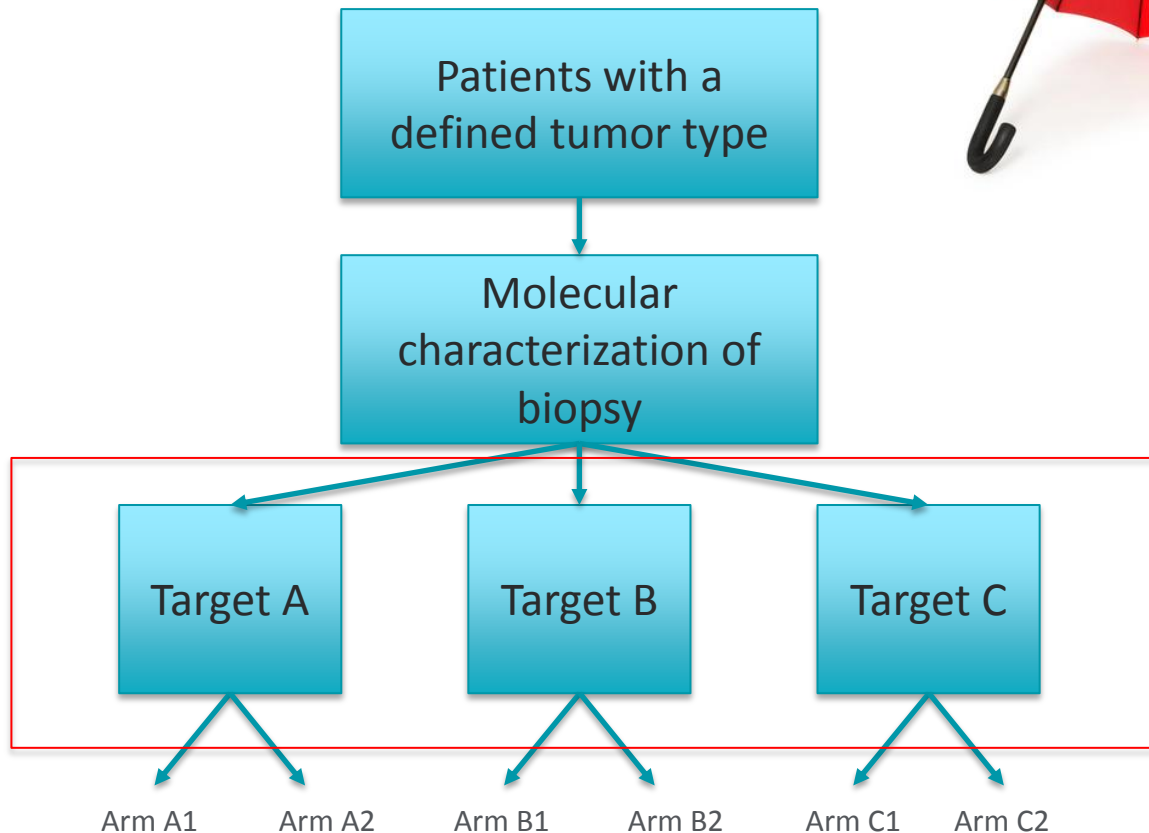 Patients with a
defined tumor type
Molecular
characterization of
biopsy
Target A
Target B
Target C
Arm A1
Arm A2
Arm B1
Arm B2
Arm C1
Arm C2